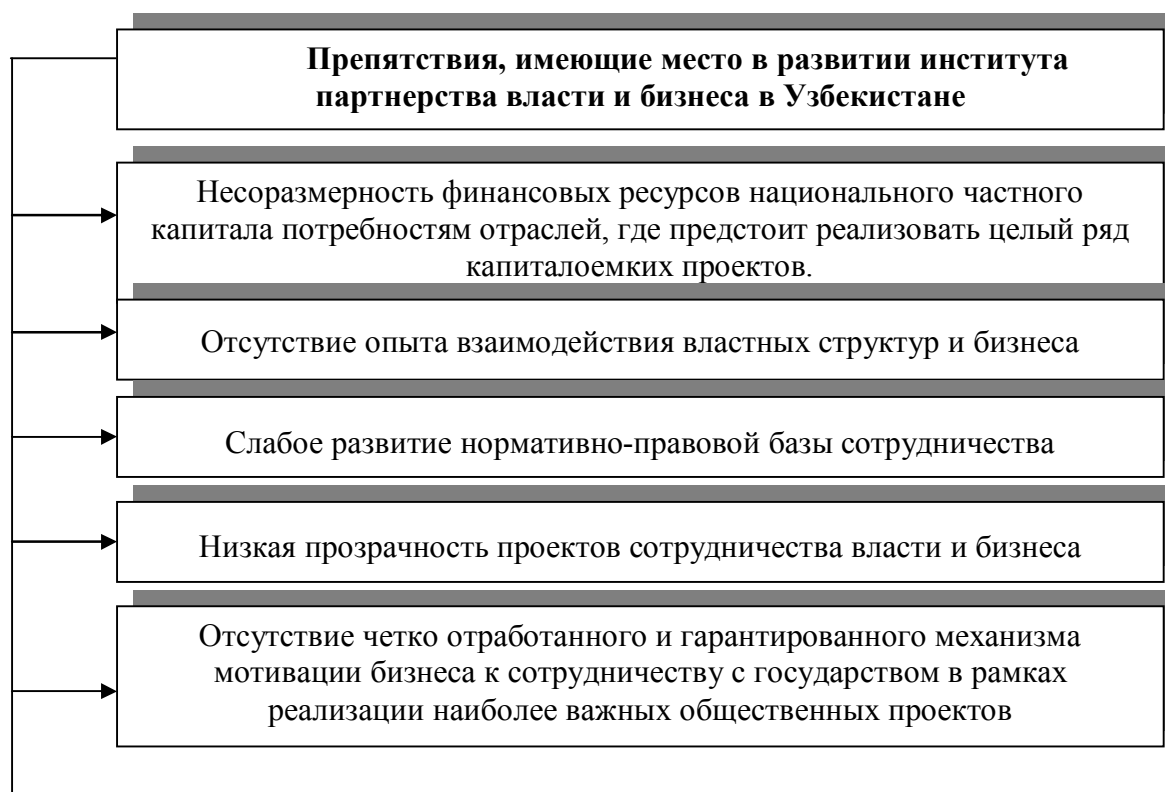 Препятствия, имеющие место в развитии института
партнерства власти и бизнеса в Узбекистане
Несоразмерность финансовых ресурсов национального частного
капитала потребностям отраслей, где предстоит реализовать целый ряд
капиталоемких проектов.
Отсутствие опыта взаимодействия властных структур и бизнеса
Слабое развитие нормативно-правовой базы сотрудничества
Низкая прозрачность проектов сотрудничества власти и бизнеса
Отсутствие четко отработанного и гарантированного механизма
мотивации бизнеса к сотрудничеству с государством в рамках
реализации наиболее важных общественных проектов